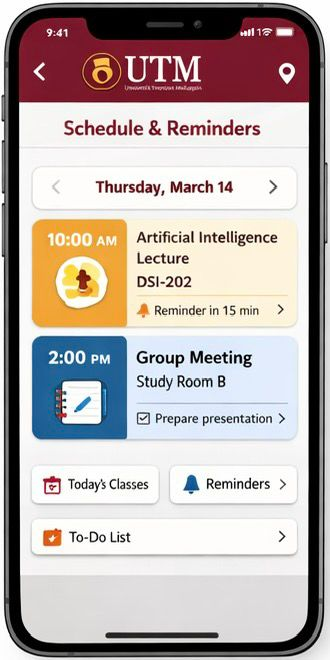 9:41
UTM
Schedule & Reminders
Thursday, March 14
10:00 AM
Artificial Intelligence
Lecture
DSI-202
Reminder in 15 min
2:00 PM
Group Meeting
Study Room B
Prepare presentation
Today's Classes
Reminders
To-Do List